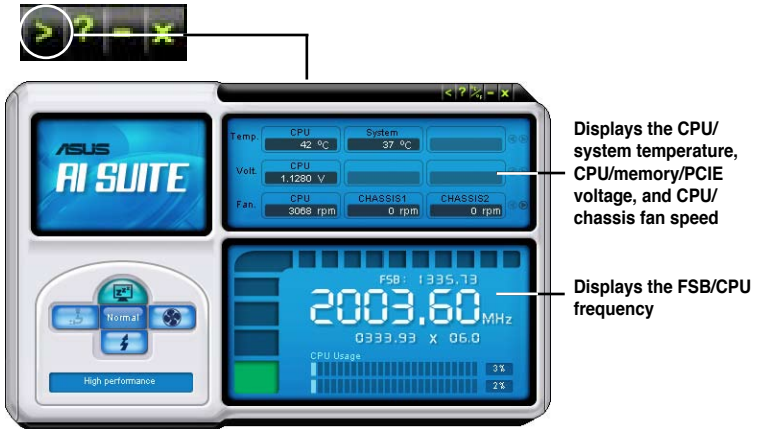 > ? - x
< ? °C/°F - x
ASUS
AI SUITE
Temp. CPU 42 °C System 37 °C
Volt. CPU 1.1280 V
Fan. CPU 3068 rpm CHASSIS1 0 rpm CHASSIS2 0 rpm
Displays the CPU/
system temperature,
CPU/memory/PCIE
voltage, and CPU/
chassis fan speed
zzz
Normal
High performance
FSB: 1335.73
2003.60 MHz
0333.93 X 06.0
CPU Usage
3%
2%
Displays the FSB/CPU
frequency